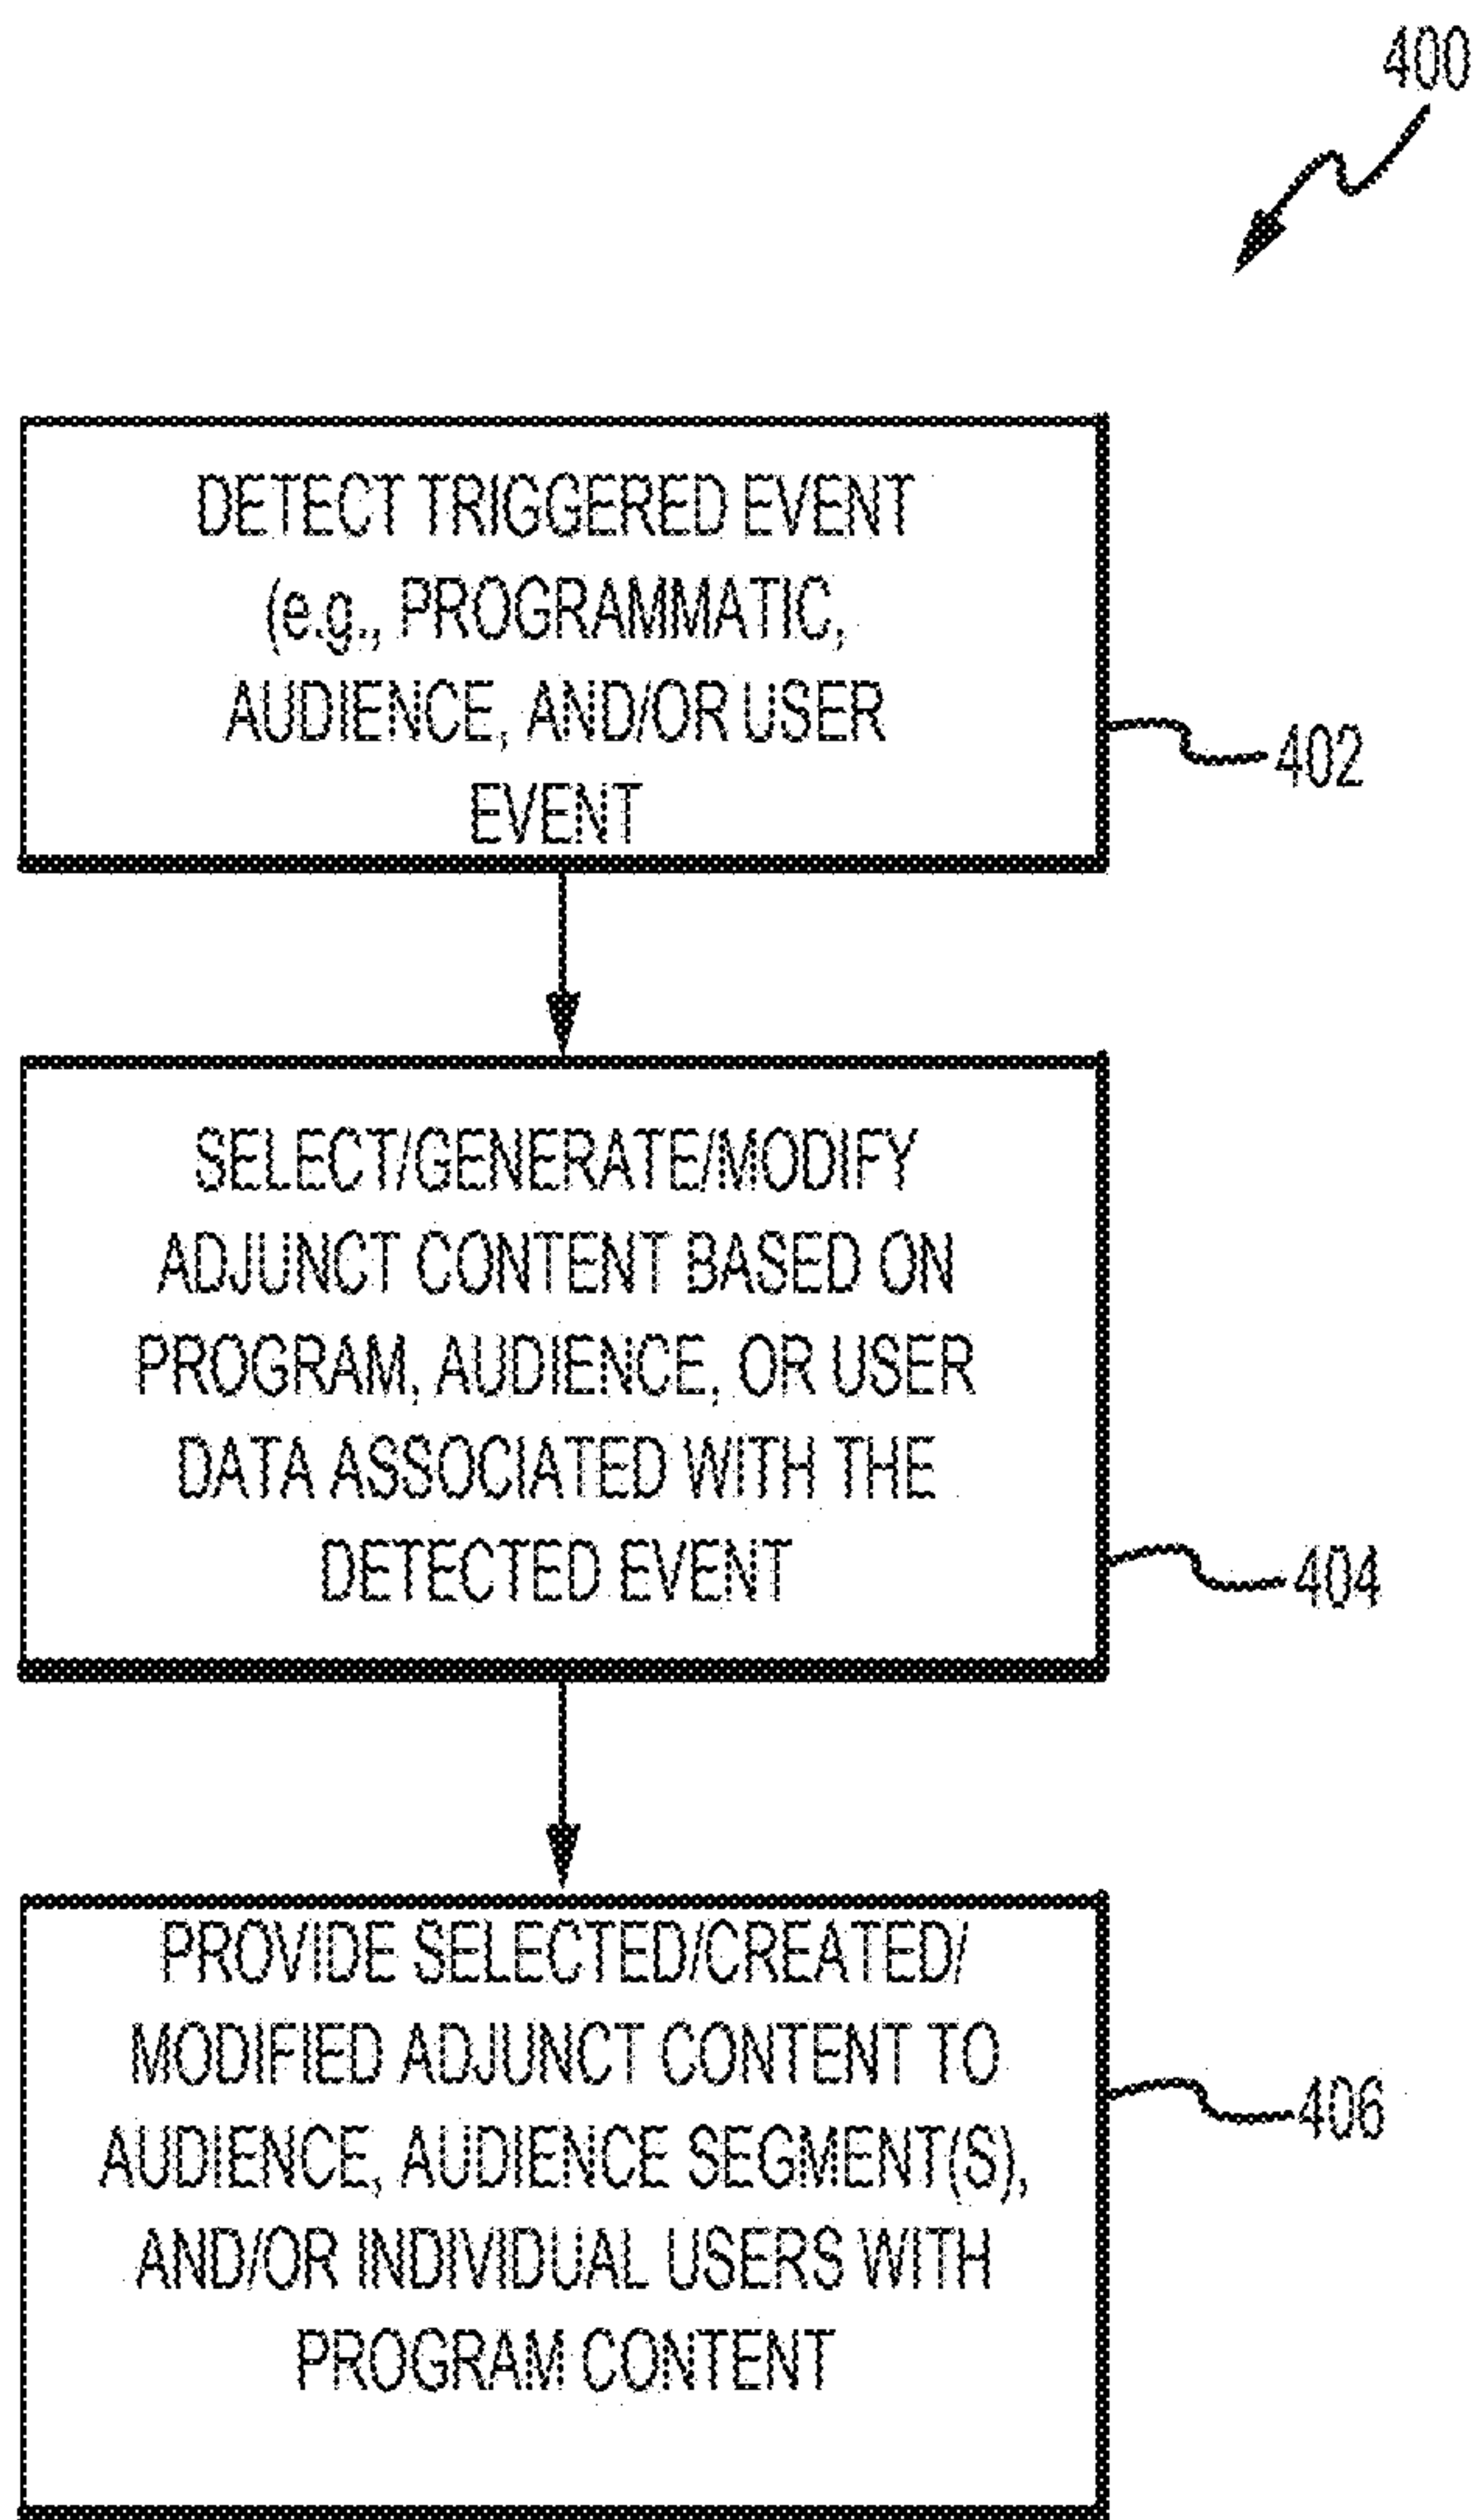 400
DETECT TRIGGERED EVENT
(e.g., PROGRAMMATIC,
AUDIENCE, AND/OR USER
EVENT
402
SELECT/GENERATE/MODIFY
ADJUNCT CONTENT BASED ON
PROGRAM, AUDIENCE, OR USER
DATA ASSOCIATED WITH THE
DETECTED EVENT
404
PROVIDE SELECTED/CREATED/
MODIFIED ADJUNCT CONTENT TO
AUDIENCE, AUDIENCE SEGMENT(S),
AND/OR INDIVIDUAL USERS WITH
PROGRAM CONTENT
406